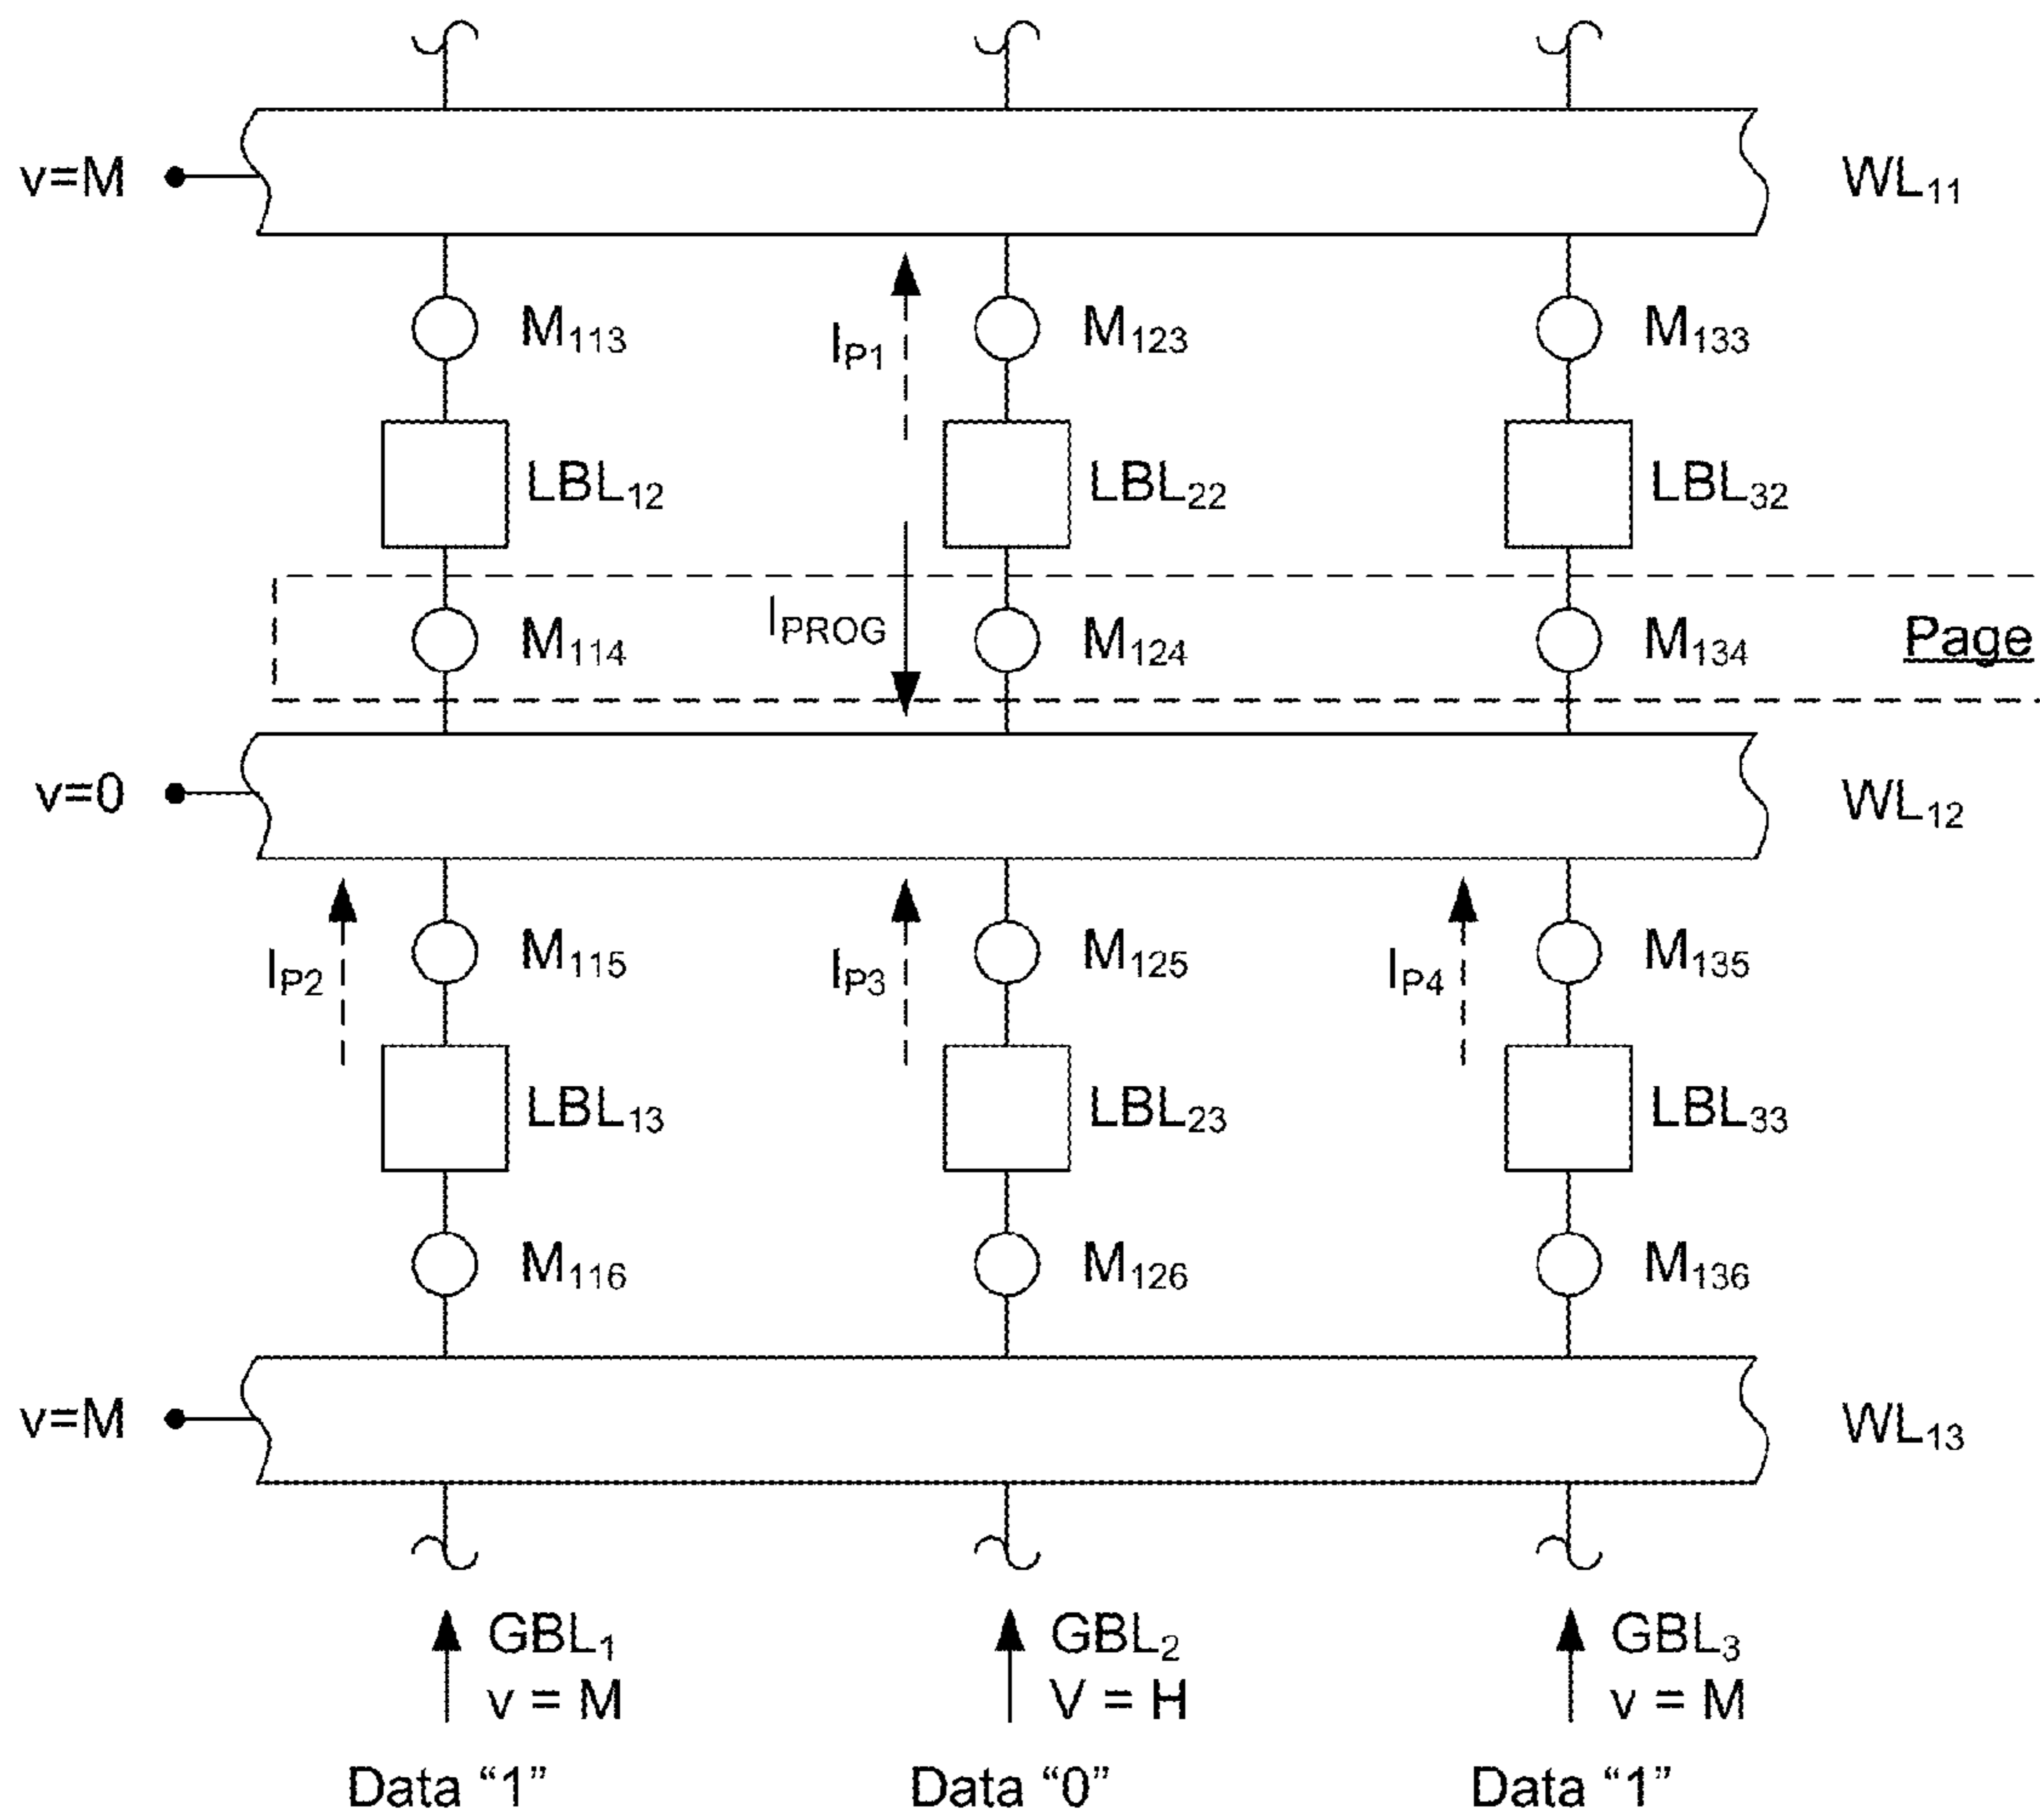 v=M WL11
M113 IP1 M123 M133
LBL12 LBL22 LBL32
M114 IPROG M124 M134 Page
v=0 WL12
IP2 M115 IP3 M125 IP4 M135
LBL13 LBL23 LBL33
M116 M126 M136
v=M WL13
GBL1 GBL2 GBL3
v = M V = H v = M
Data “1” Data “0” Data “1”